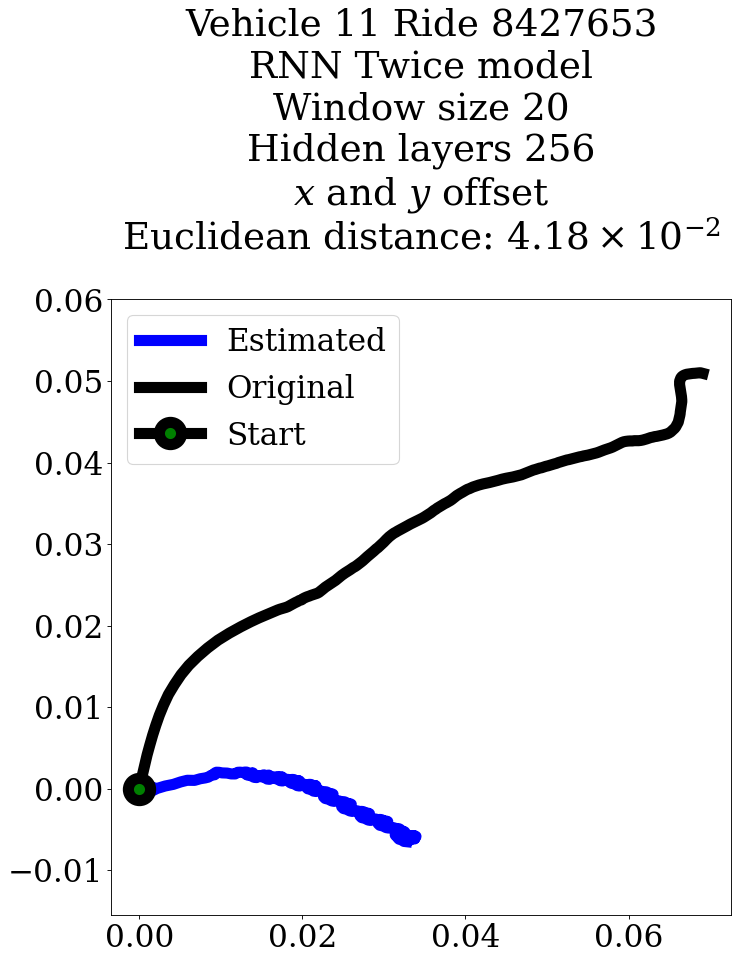 Vehicle 11 Ride 8427653
RNN Twice model
Window size 20
Hidden layers 256
x and y offset
Euclidean distance: 4.18 × 10⁻²
0.06
0.05
0.04
0.03
0.02
0.01
0.00
−0.01
Estimated
Original
Start
0.00 0.02 0.04 0.06